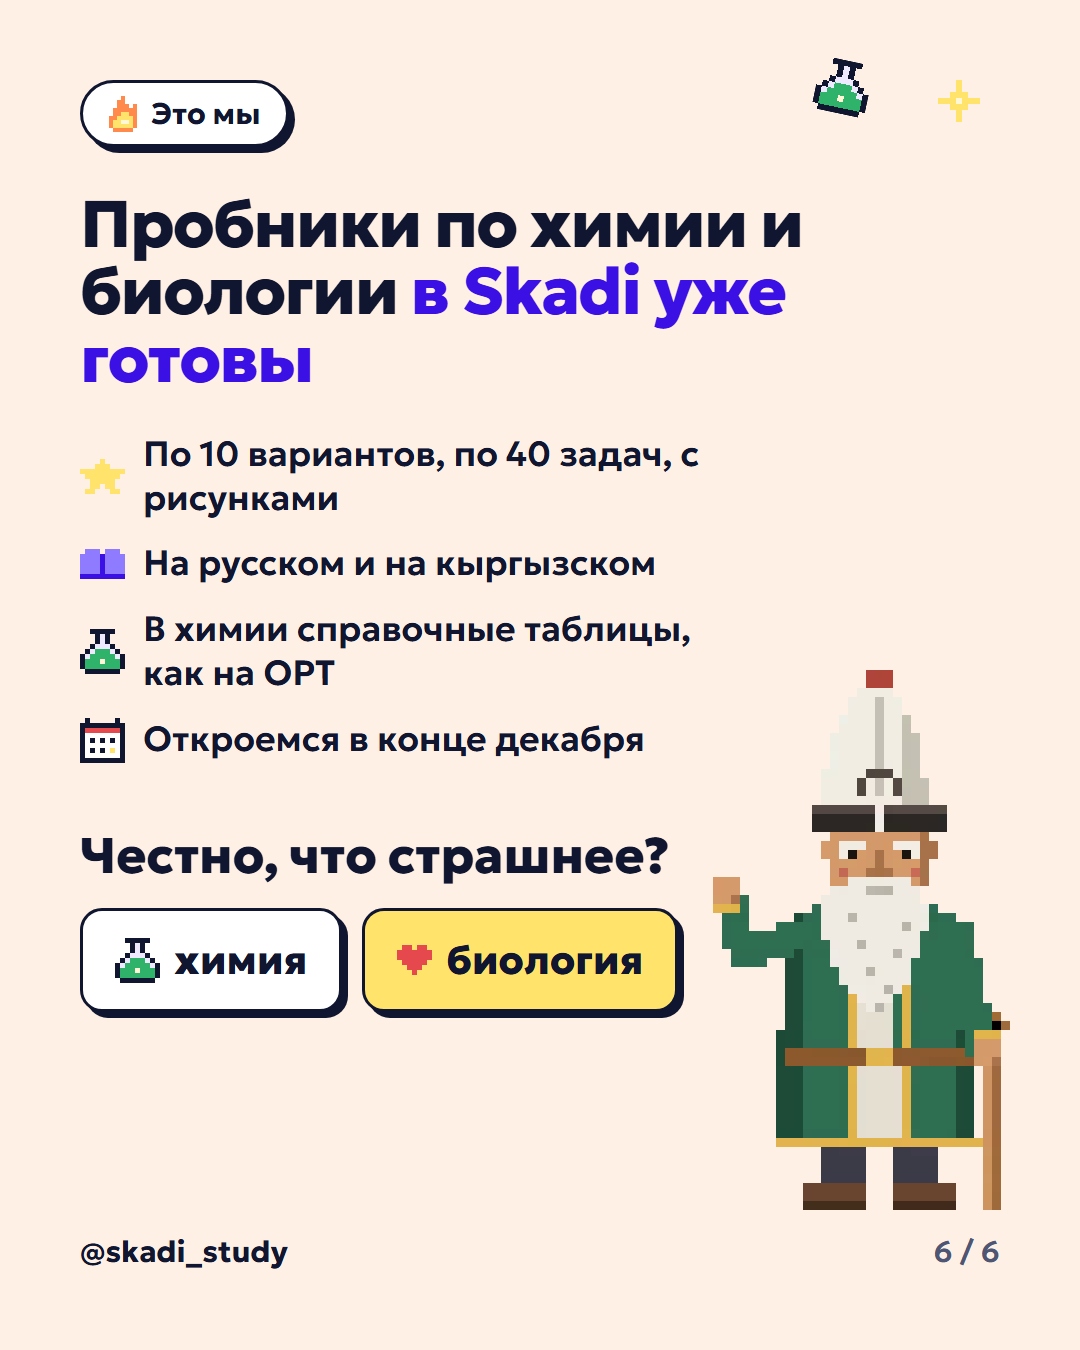 Это мы
Пробники по химии и
биологии в Skadi уже
готовы
По 10 вариантов, по 40 задач, с
рисунками
На русском и на кыргызском
В химии справочные таблицы,
как на ОРТ
Откроемся в конце декабря
Честно, что страшнее?
химия
биология
@skadi_study
6 / 6